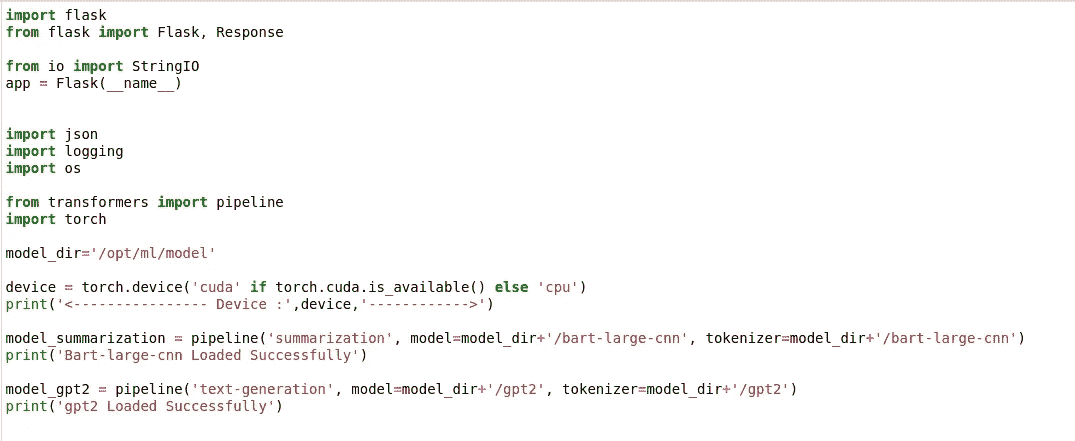 import flask
from flask import Flask, Response
from io import StringIO
app = Flask(__name__)
import json
import logging
import os
from transformers import pipeline
import torch
model_dir='/opt/ml/model'
device = torch.device('cuda' if torch.cuda.is_available() else 'cpu')
print('<---------------- Device :',device,'------------>')
model_summarization = pipeline('summarization', model=model_dir+'/bart-large-cnn', tokenizer=model_dir+'/bart-large-cnn')
print('Bart-large-cnn Loaded Successfully')
model_gpt2 = pipeline('text-generation', model=model_dir+'/gpt2', tokenizer=model_dir+'/gpt2')
print('gpt2 Loaded Successfully')